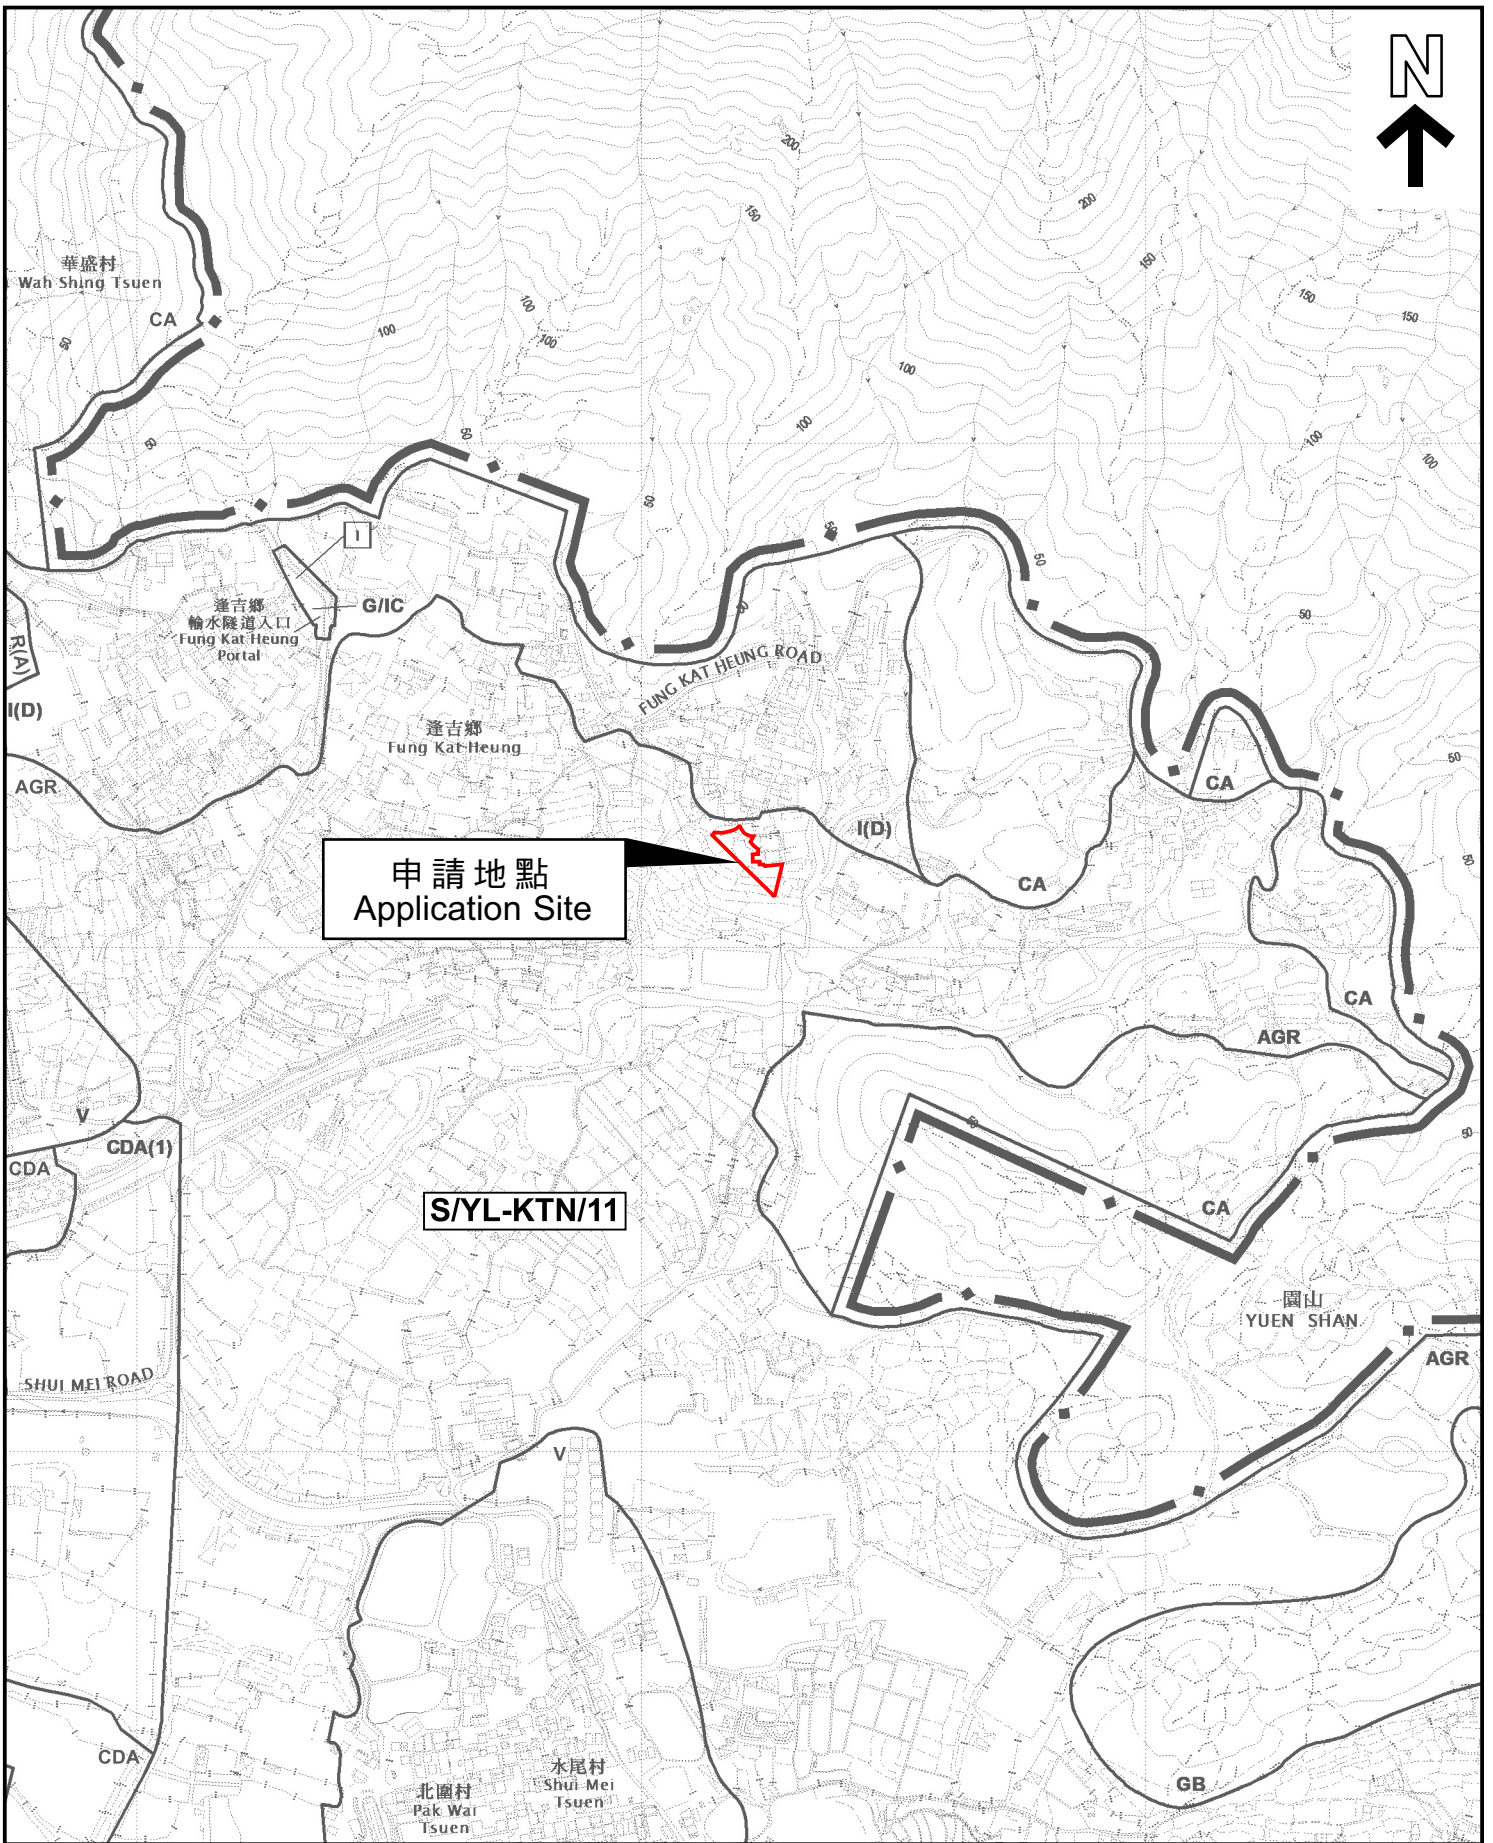 N
200
150
200
150
華盛村
Wah Shing Tsuen
CA
50
100
100
100
150
150
100
50
50
100
100
100
50
50
50
1
逢吉鄉
輸水隧道入口
Fung Kat Heung
Portal
G/IC
R(A)
I(D)
50
50
FUNG KAT HEUNG ROAD
逢吉鄉
Fung Kat Heung
AGR
CA
50
I(D)
申請地點
Application Site
CA
50
CA
AGR
V
CDA(1)
CDA
50
50
S/YL-KTN/11
CA
園山
YUEN SHAN
AGR
SHUI MEI ROAD
V
CDA
水尾村
Shui Mei
Tsuen
北圍村
Pak Wai
Tsuen
GB